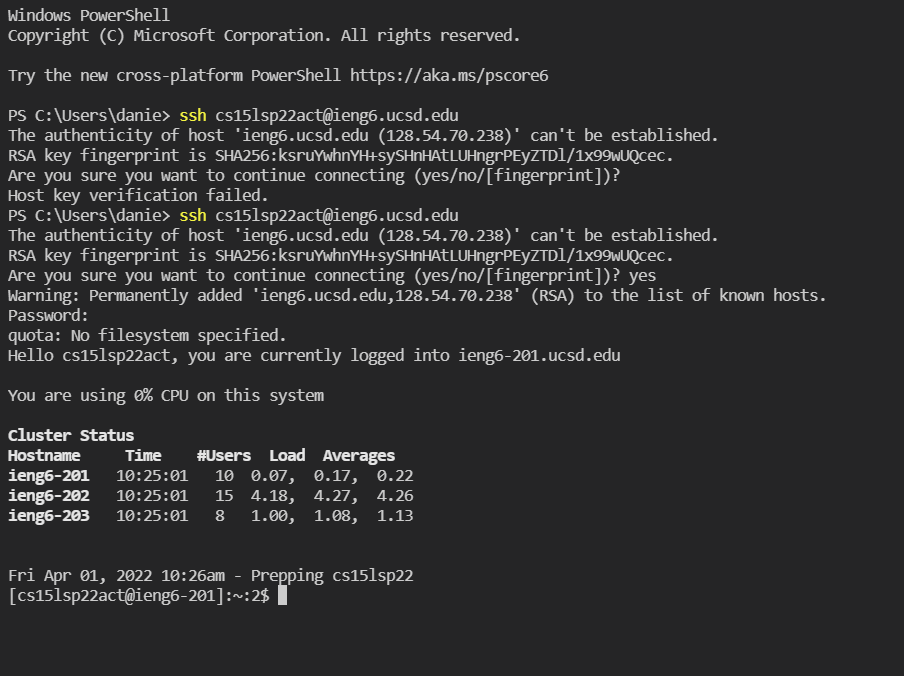 Windows PowerShell
Copyright (C) Microsoft Corporation. All rights reserved.
Try the new cross-platform PowerShell https://aka.ms/pscore6
PS C:\Users\danie> ssh cs15lsp22act@ieng6.ucsd.edu
The authenticity of host 'ieng6.ucsd.edu (128.54.70.238)' can't be established.
RSA key fingerprint is SHA256:ksruYwhnYH+sySHnHAtLUHngrPEyZTDl/1x99wUQcec.
Are you sure you want to continue connecting (yes/no/[fingerprint])?
Host key verification failed.
PS C:\Users\danie> ssh cs15lsp22act@ieng6.ucsd.edu
The authenticity of host 'ieng6.ucsd.edu (128.54.70.238)' can't be established.
RSA key fingerprint is SHA256:ksruYwhnYH+sySHnHAtLUHngrPEyZTDl/1x99wUQcec.
Are you sure you want to continue connecting (yes/no/[fingerprint])? yes
Warning: Permanently added 'ieng6.ucsd.edu,128.54.70.238' (RSA) to the list of known hosts.
Password:
quota: No filesystem specified.
Hello cs15lsp22act, you are currently logged into ieng6-201.ucsd.edu
You are using 0% CPU on this system
Cluster Status
Hostname     Time    #Users  Load  Averages
ieng6-201   10:25:01   10  0.07,  0.17,  0.22
ieng6-202   10:25:01   15  4.18,  4.27,  4.26
ieng6-203   10:25:01   8   1.00,  1.08,  1.13
Fri Apr 01, 2022 10:26am - Prepping cs15lsp22
[cs15lsp22act@ieng6-201]:~:2$